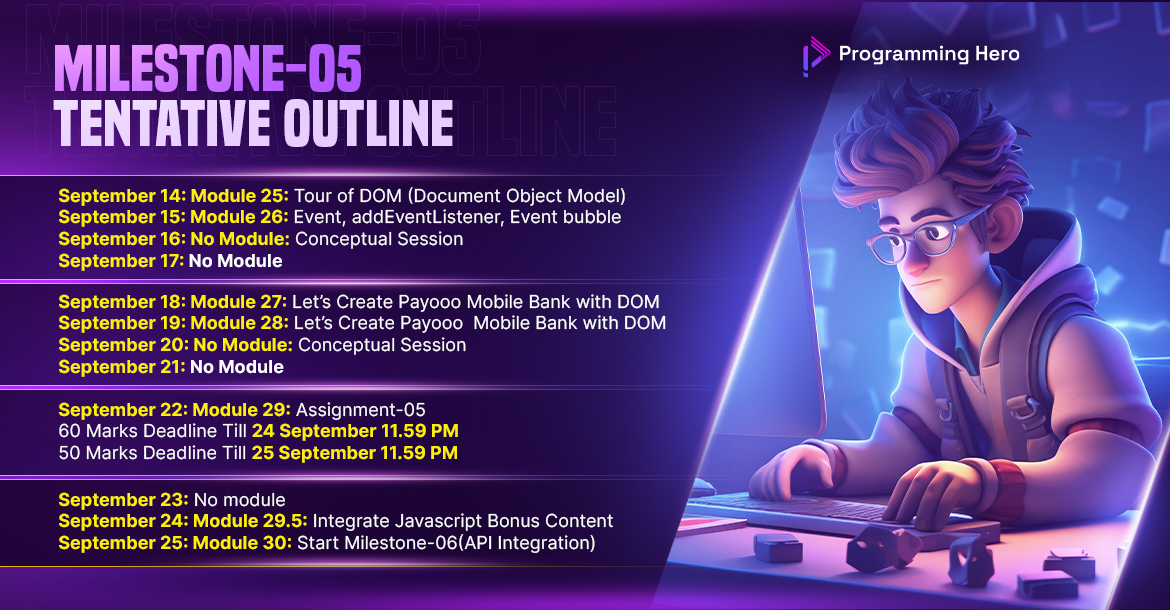 MILESTONE-05
TENTATIVE OUTLINE
Programming Hero
September 14: Module 25: Tour of DOM (Document Object Model)
September 15: Module 26: Event, addEventListener, Event bubble
September 16: No Module: Conceptual Session
September 17: No Module
September 18: Module 27: Let's Create Payooo Mobile Bank with DOM
September 19: Module 28: Let's Create Payooo  Mobile Bank with DOM
September 20: No Module: Conceptual Session
September 21: No Module
September 22: Module 29: Assignment-05
60 Marks Deadline Till 24 September 11.59 PM
50 Marks Deadline Till 25 September 11.59 PM
September 23: No module
September 24: Module 29.5: Integrate Javascript Bonus Content
September 25: Module 30: Start Milestone-06(API Integration)